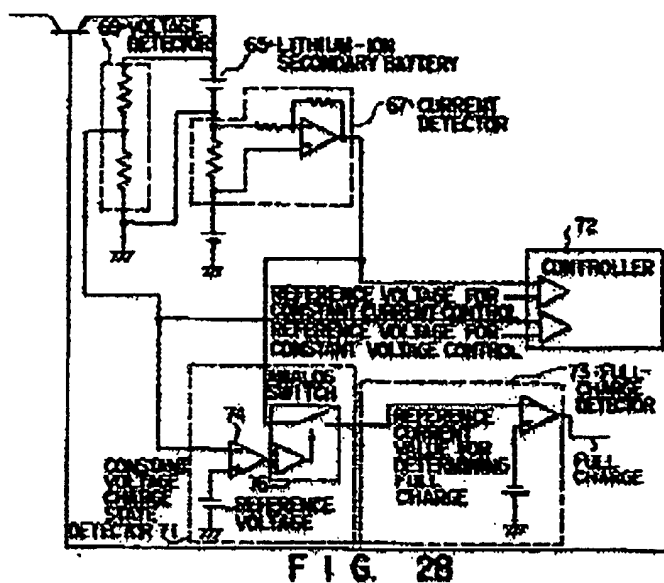 69 VOLTAGE
DETECTOR
65 LITHIUM-ION
SECONDARY BATTERY
67 CURRENT
DETECTOR
72
CONTROLLER
REFERENCE VOLTAGE FOR
CONSTANT CURRENT CONTROL
REFERENCE VOLTAGE FOR
CONSTANT VOLTAGE CONTROL
73 FULL-
CHARGE
DETECTOR
ANALOG
SWITCH
74
REFERENCE
CURRENT
VALUE FOR
DETERMINING
FULL
CHARGE
FULL
CHARGE
CONSTANT
VOLTAGE
CHARGE
STATE
DETECTOR 71
REFERENCE
VOLTAGE
FIG. 28